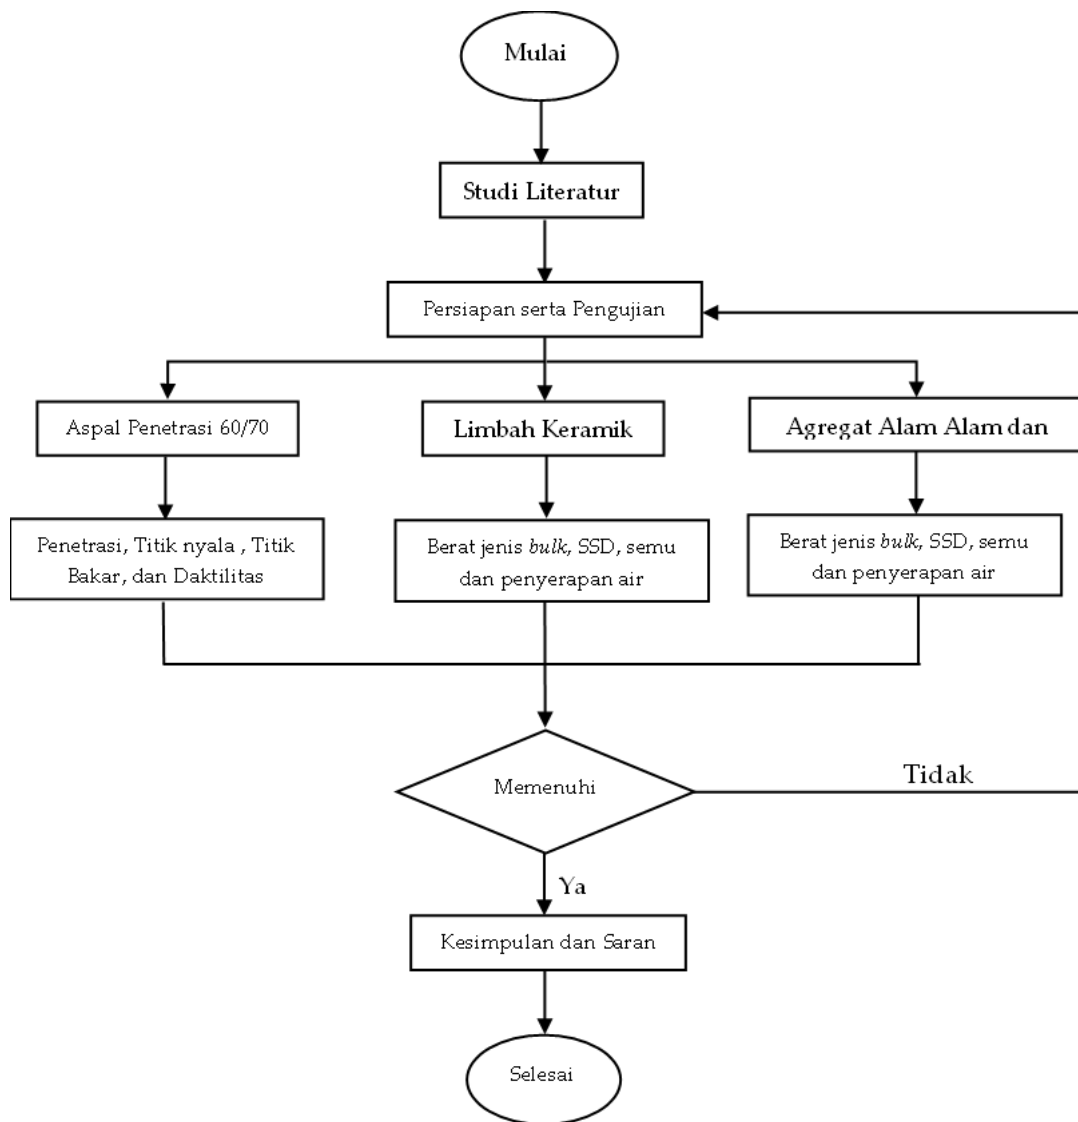 Mulai
Studi Literatur
Persiapan serta Pengujian
Aspal Penetrasi 60/70
Limbah Keramik
Agregat Alam Alam dan
Penetrasi, Titik nyala , Titik
Bakar, dan Daktilitas
Berat jenis bulk, SSD, semu
dan penyerapan air
Berat jenis bulk, SSD, semu
dan penyerapan air
Memenuhi
Tidak
Ya
Kesimpulan dan Saran
Selesai